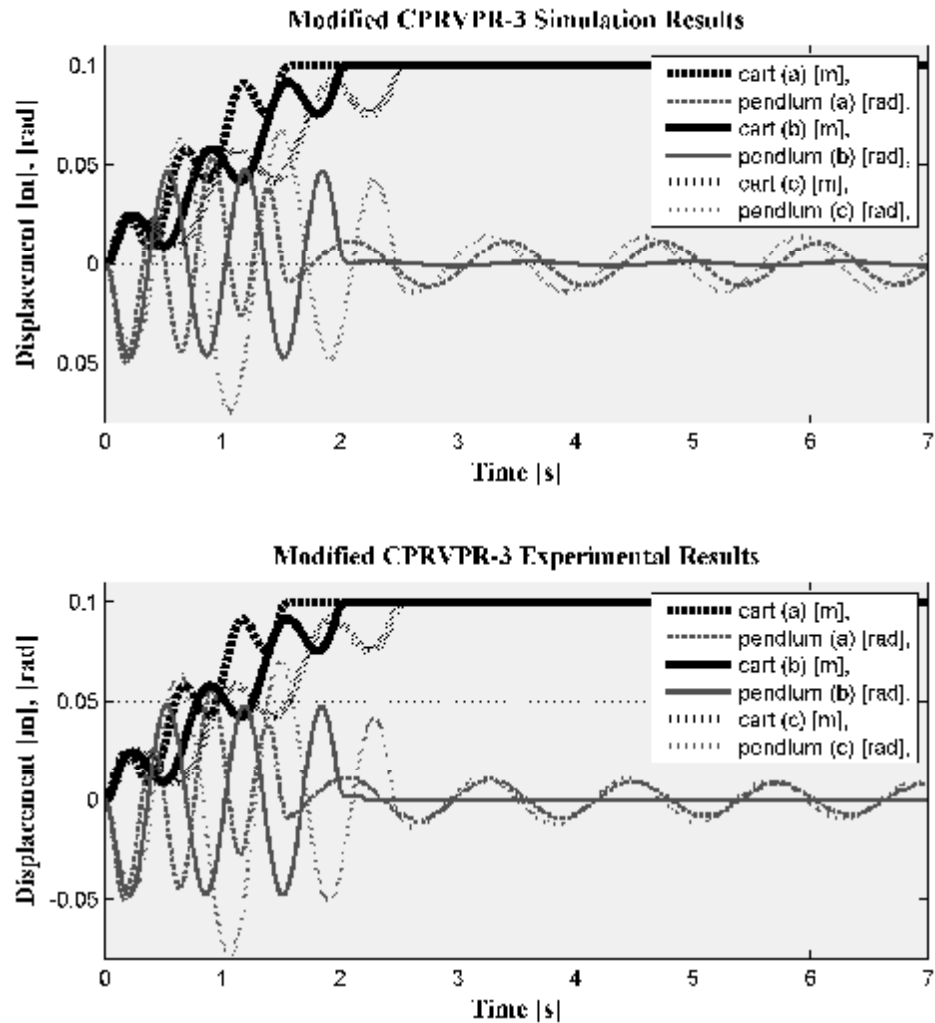 Modified CPRVPR-3 Simulation Results
Displacement [m], [rad]
0.1
0.05
0
0.05
cart (a) [m],
pendlum (a) [rad].
cart (b) [m],
pendlum (b) [rad],
cart (c) [m],
pendlum (c) [rad],
0 1 2 3 4 5 6 7
Time [s]
Modified CPRVPR-3 Experimental Results
Displacement [m], [rad]
0.1
0.05
0
-0.05
cart (a) [m],
pendlum (a) [rad],
cart (b) [m],
pendlum (b) [rad].
cart (c) [m],
pendlum (c) [rad],
0 1 2 3 4 5 6 7
Time [s]